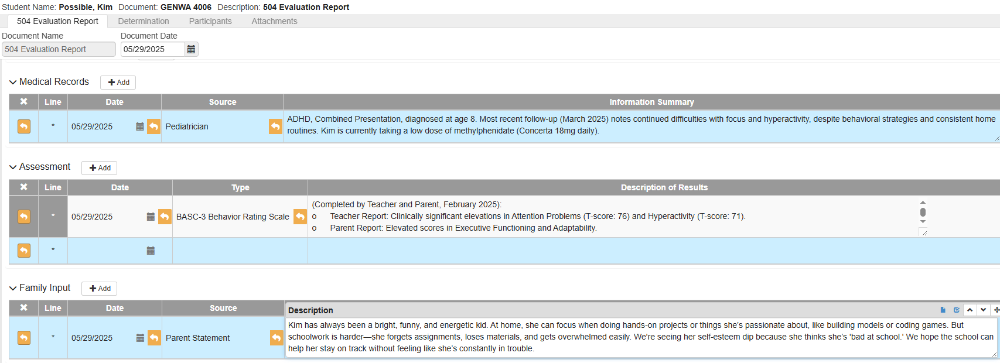 Student Name: Possible, Kim Document: GENWA 4006 Description: 504 Evaluation Report
504 Evaluation Report Determination Participants Attachments
Document Name Document Date
504 Evaluation Report 05/29/2025
Medical Records Add
Line Date Source Information Summary
* 05/29/2025 Pediatrician
ADHD, Combined Presentation, diagnosed at age 8. Most recent follow-up (March 2025) notes continued difficulties with focus and hyperactivity, despite behavioral strategies and consistent home
routines. Kim is currently taking a low dose of methylphenidate (Concerta 18mg daily).
Assessment Add
Line Date Type Description of Results
* 05/29/2025 BASC-3 Behavior Rating Scale
(Completed by Teacher and Parent, February 2025):
o Teacher Report: Clinically significant elevations in Attention Problems (T-score: 76) and Hyperactivity (T-score: 71).
o Parent Report: Elevated scores in Executive Functioning and Adaptability.
*
Family Input Add
Line Date Source Description
* 05/29/2025 Parent Statement
Kim has always been a bright, funny, and energetic kid. At home, she can focus when doing hands-on projects or things she’s passionate about, like building models or coding games. But
schoolwork is harder—she forgets assignments, loses materials, and gets overwhelmed easily. We're seeing her self-esteem dip because she thinks she’s 'bad at school.' We hope the school can
help her stay on track without feeling like she’s constantly in trouble.